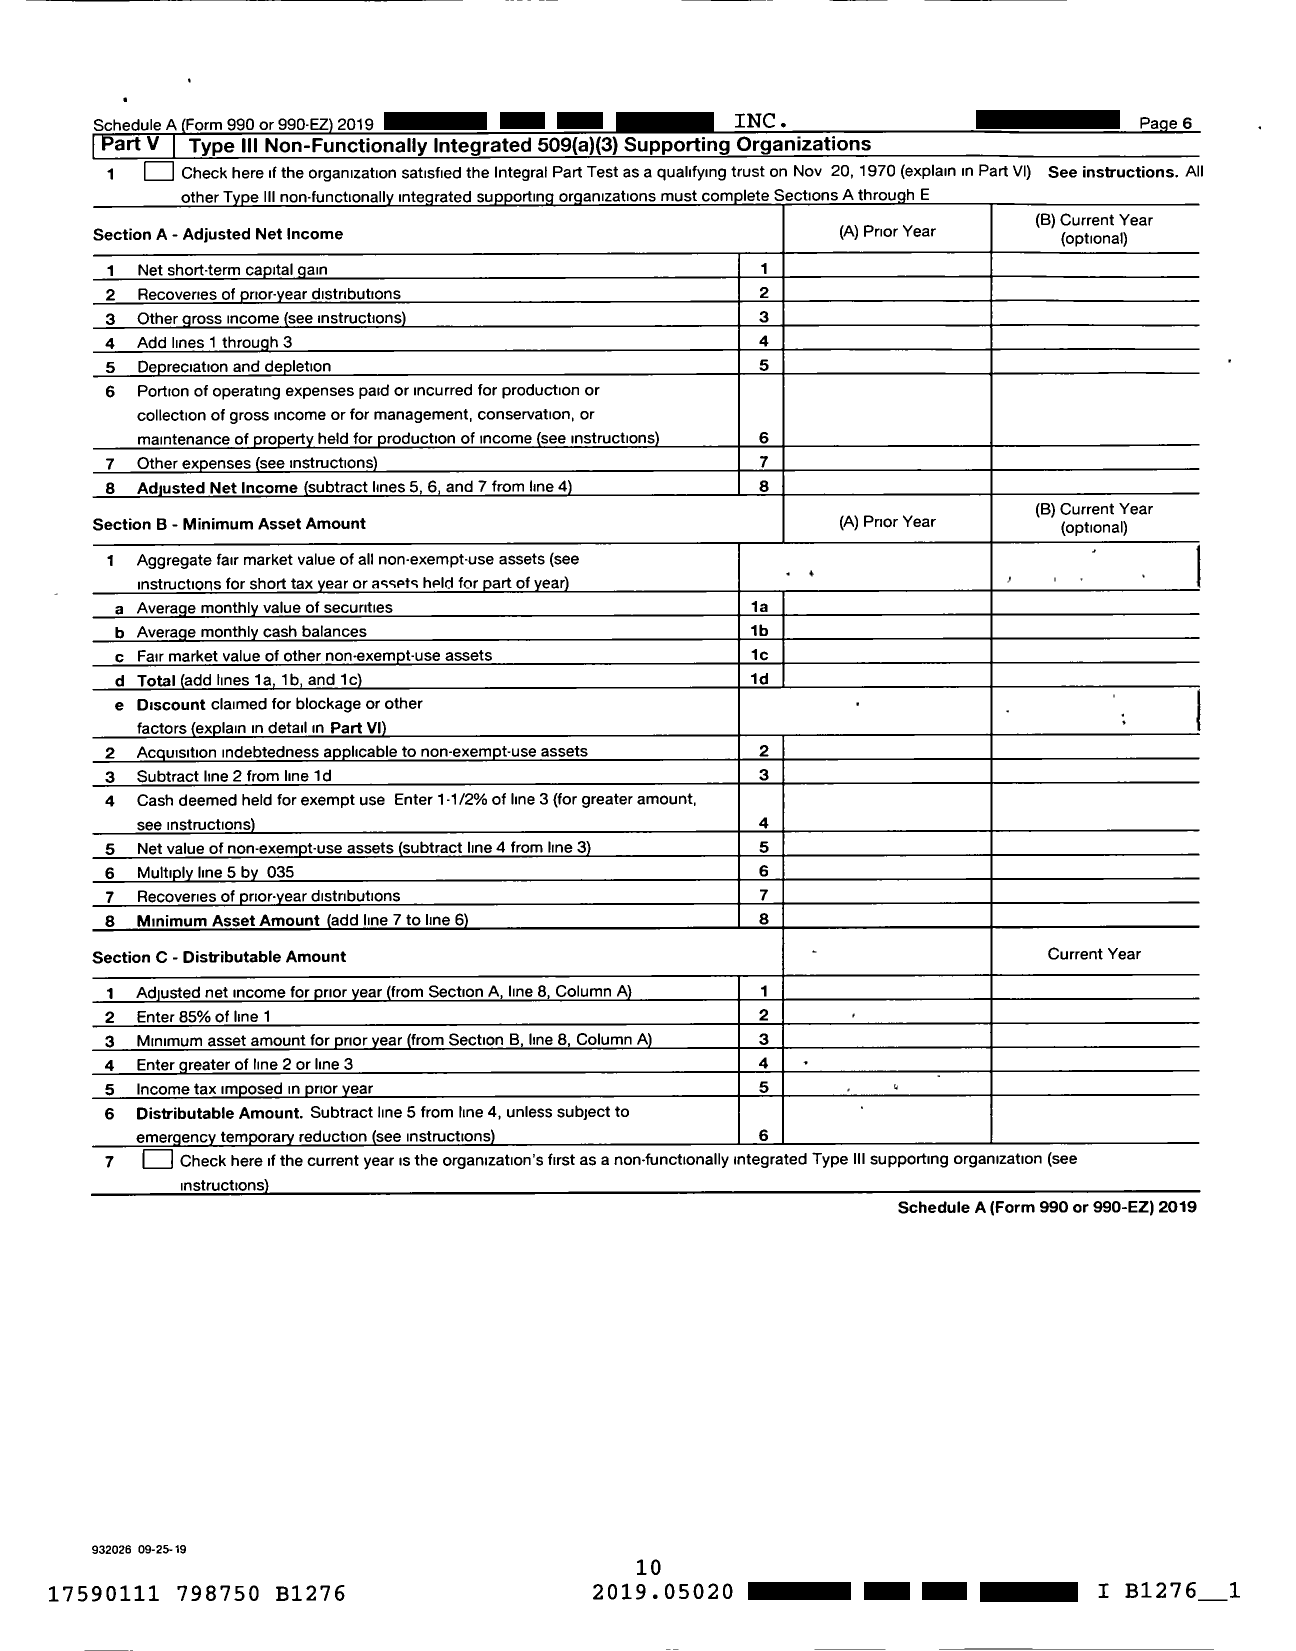 Schedule A (Form 990 or 990-EZ) 2019 INC. Page 6
Part V Type III Non-Functionally Integrated 509(a)(3) Supporting Organizations
1 Check here if the organization satisfied the Integral Part Test as a qualifying trust on Nov 20, 1970 (explain in Part VI) See instructions. All
other Type III non-functionally integrated supporting organizations must complete Sections A through E
Section A - Adjusted Net Income (A) Prior Year (B) Current Year
(optional)
1 Net short-term capital gain 1
2 Recoveries of prior-year distributions 2
3 Other gross income (see instructions) 3
4 Add lines 1 through 3 4
5 Depreciation and depletion 5
6 Portion of operating expenses paid or incurred for production or
collection of gross income or for management, conservation, or
maintenance of property held for production of income (see instructions) 6
7 Other expenses (see instructions) 7
8 Adjusted Net Income (subtract lines 5, 6, and 7 from line 4) 8
Section B - Minimum Asset Amount (A) Prior Year (B) Current Year
(optional)
1 Aggregate fair market value of all non-exempt-use assets (see
instructions for short tax year or assets held for part of year)
a Average monthly value of securities 1a
b Average monthly cash balances 1b
c Fair market value of other non-exempt-use assets 1c
d Total (add lines 1a, 1b, and 1c) 1d
e Discount claimed for blockage or other
factors (explain in detail in Part VI)
2 Acquisition indebtedness applicable to non-exempt-use assets 2
3 Subtract line 2 from line 1d 3
4 Cash deemed held for exempt use Enter 1-1/2% of line 3 (for greater amount,
see instructions) 4
5 Net value of non-exempt-use assets (subtract line 4 from line 3) 5
6 Multiply line 5 by 035 6
7 Recoveries of prior-year distributions 7
8 Minimum Asset Amount (add line 7 to line 6) 8
Section C - Distributable Amount Current Year
1 Adjusted net income for prior year (from Section A, line 8, Column A) 1
2 Enter 85% of line 1 2
3 Minimum asset amount for prior year (from Section B, line 8, Column A) 3
4 Enter greater of line 2 or line 3 4
5 Income tax imposed in prior year 5
6 Distributable Amount. Subtract line 5 from line 4, unless subject to
emergency temporary reduction (see instructions) 6
7 Check here if the current year is the organization's first as a non-functionally integrated Type III supporting organization (see
instructions)
Schedule A (Form 990 or 990-EZ) 2019
932026 09-25-19
10
17590111 798750 B1276 2019.05020 I B1276__1